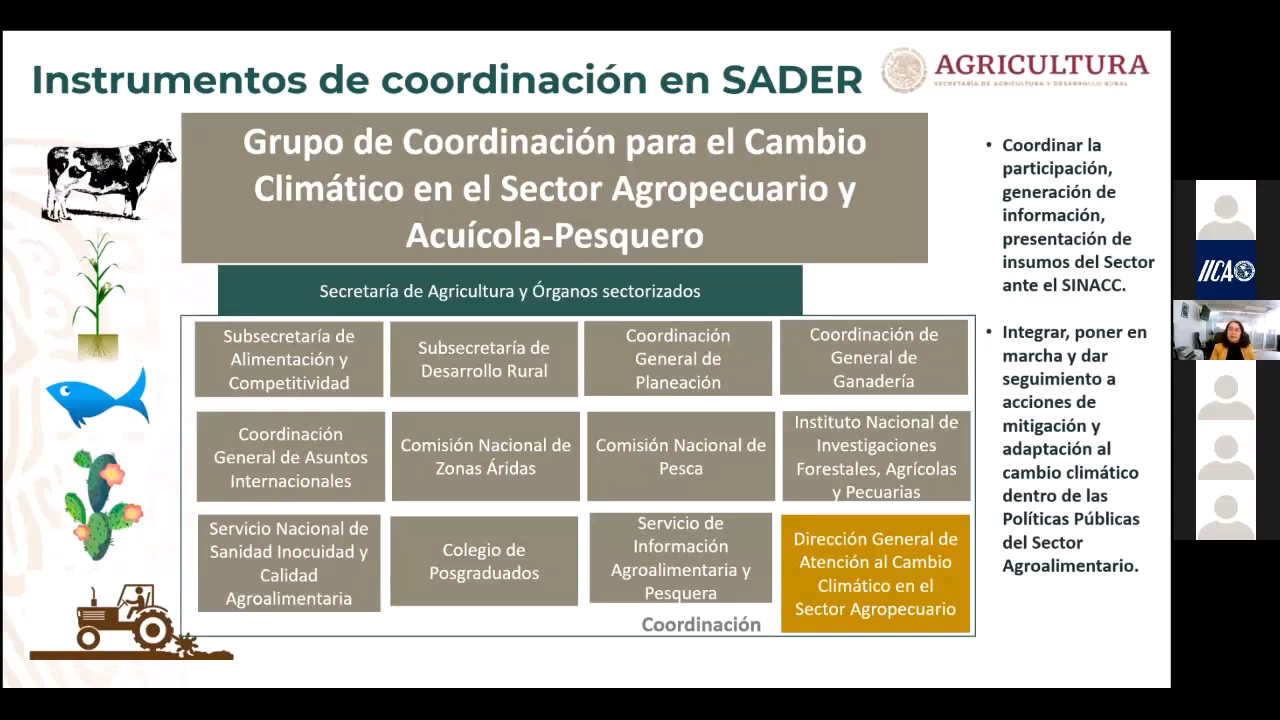 Instrumentos de coordinación en SADER
AGRICULTURA
SECRETARÍA DE AGRICULTURA Y DESARROLLO RURAL
Grupo de Coordinación para el Cambio
Climático en el Sector Agropecuario y
Acuícola-Pesquero
Secretaría de Agricultura y Órganos sectorizados
Subsecretaría de
Alimentación y
Competitividad
Subsecretaría de
Desarrollo Rural
Coordinación
General de
Planeación
Coordinación de
General de
Ganadería
Coordinación
General de Asuntos
Internacionales
Comisión Nacional de
Zonas Áridas
Comisión Nacional de
Pesca
Instituto Nacional de
Investigaciones
Forestales, Agrícolas
y Pecuarias
Servicio Nacional de
Sanidad Inocuidad y
Calidad
Agroalimentaria
Colegio de
Posgraduados
Servicio de
Información
Agroalimentaria y
Pesquera
Dirección General de
Atención al Cambio
Climático en el
Sector Agropecuario
Coordinación
• Coordinar la
participación,
generación de
información,
presentación de
insumos del Sector
ante el SINACC.
• Integrar, poner en
marcha y dar
seguimiento a
acciones de
mitigación y
adaptación al
cambio climático
dentro de las
Políticas Públicas
del Sector
Agroalimentario.
IICA